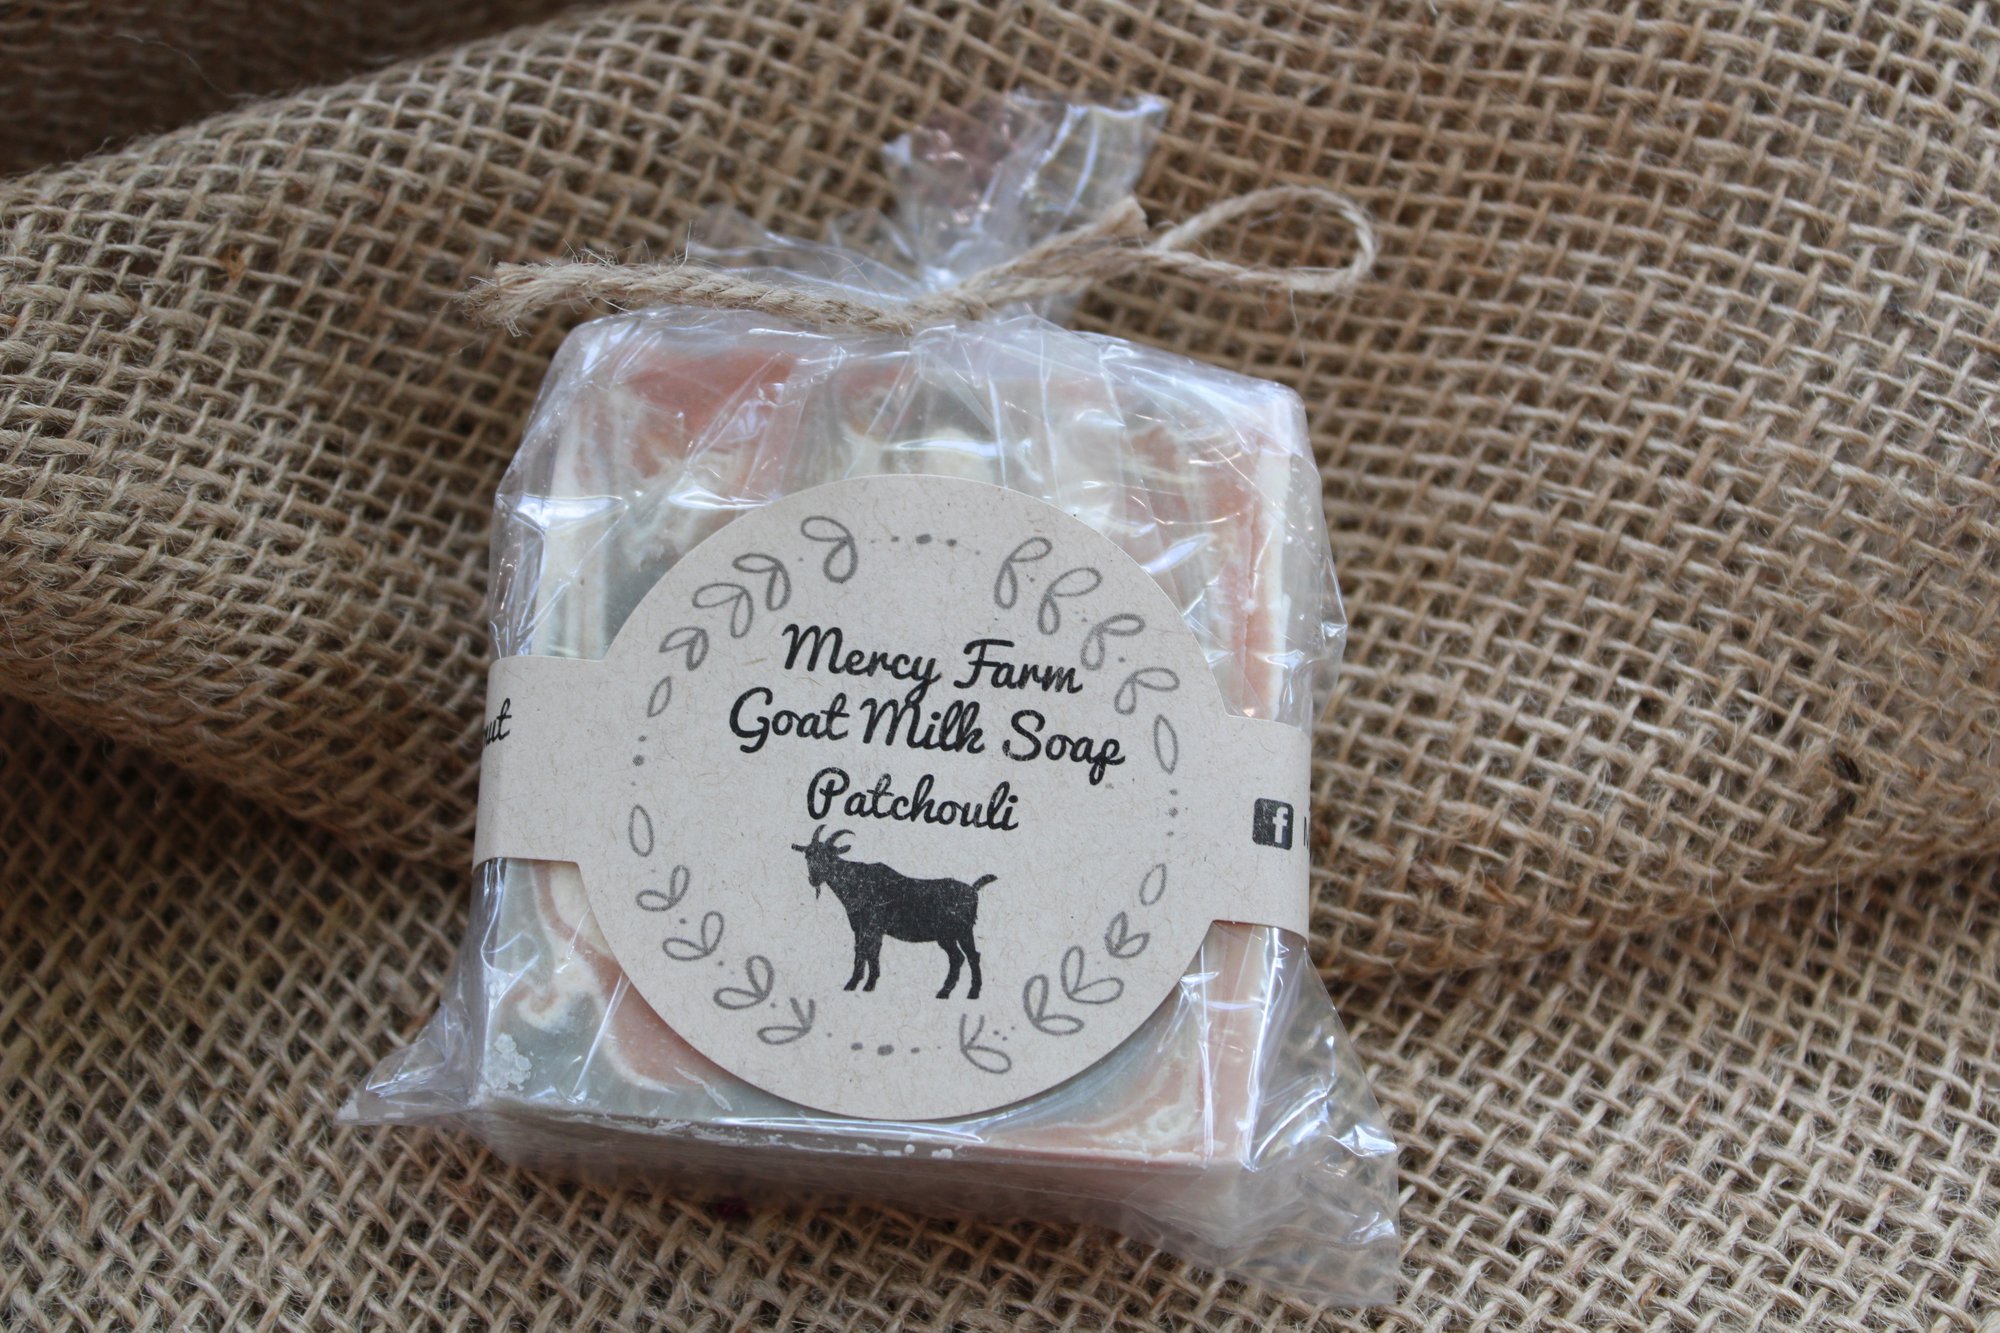 Mercy Farm
Goat Milk Soap
Patchouli
f